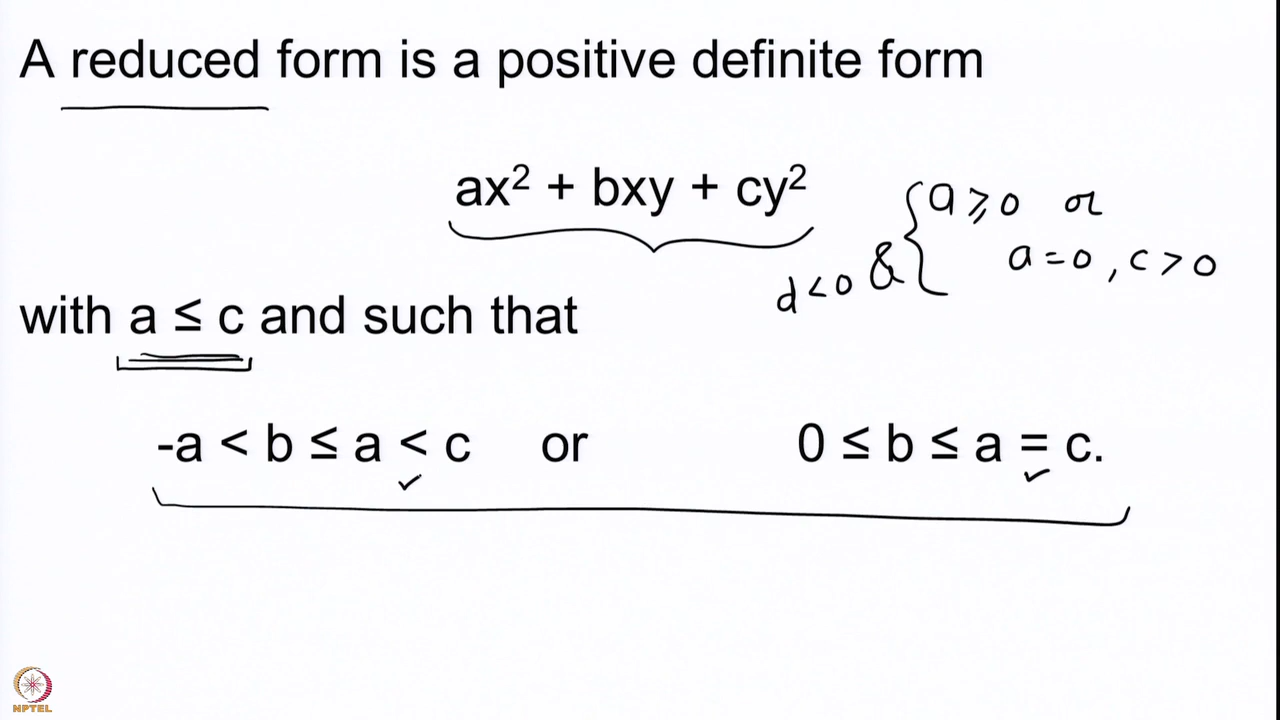 A reduced form is a positive definite form
ax² + bxy + cy²
d<0 & { a ⩾ 0 or
a = 0 , c > 0
with a ≤ c and such that
-a < b ≤ a < c or 0 ≤ b ≤ a = c.
NPTEL